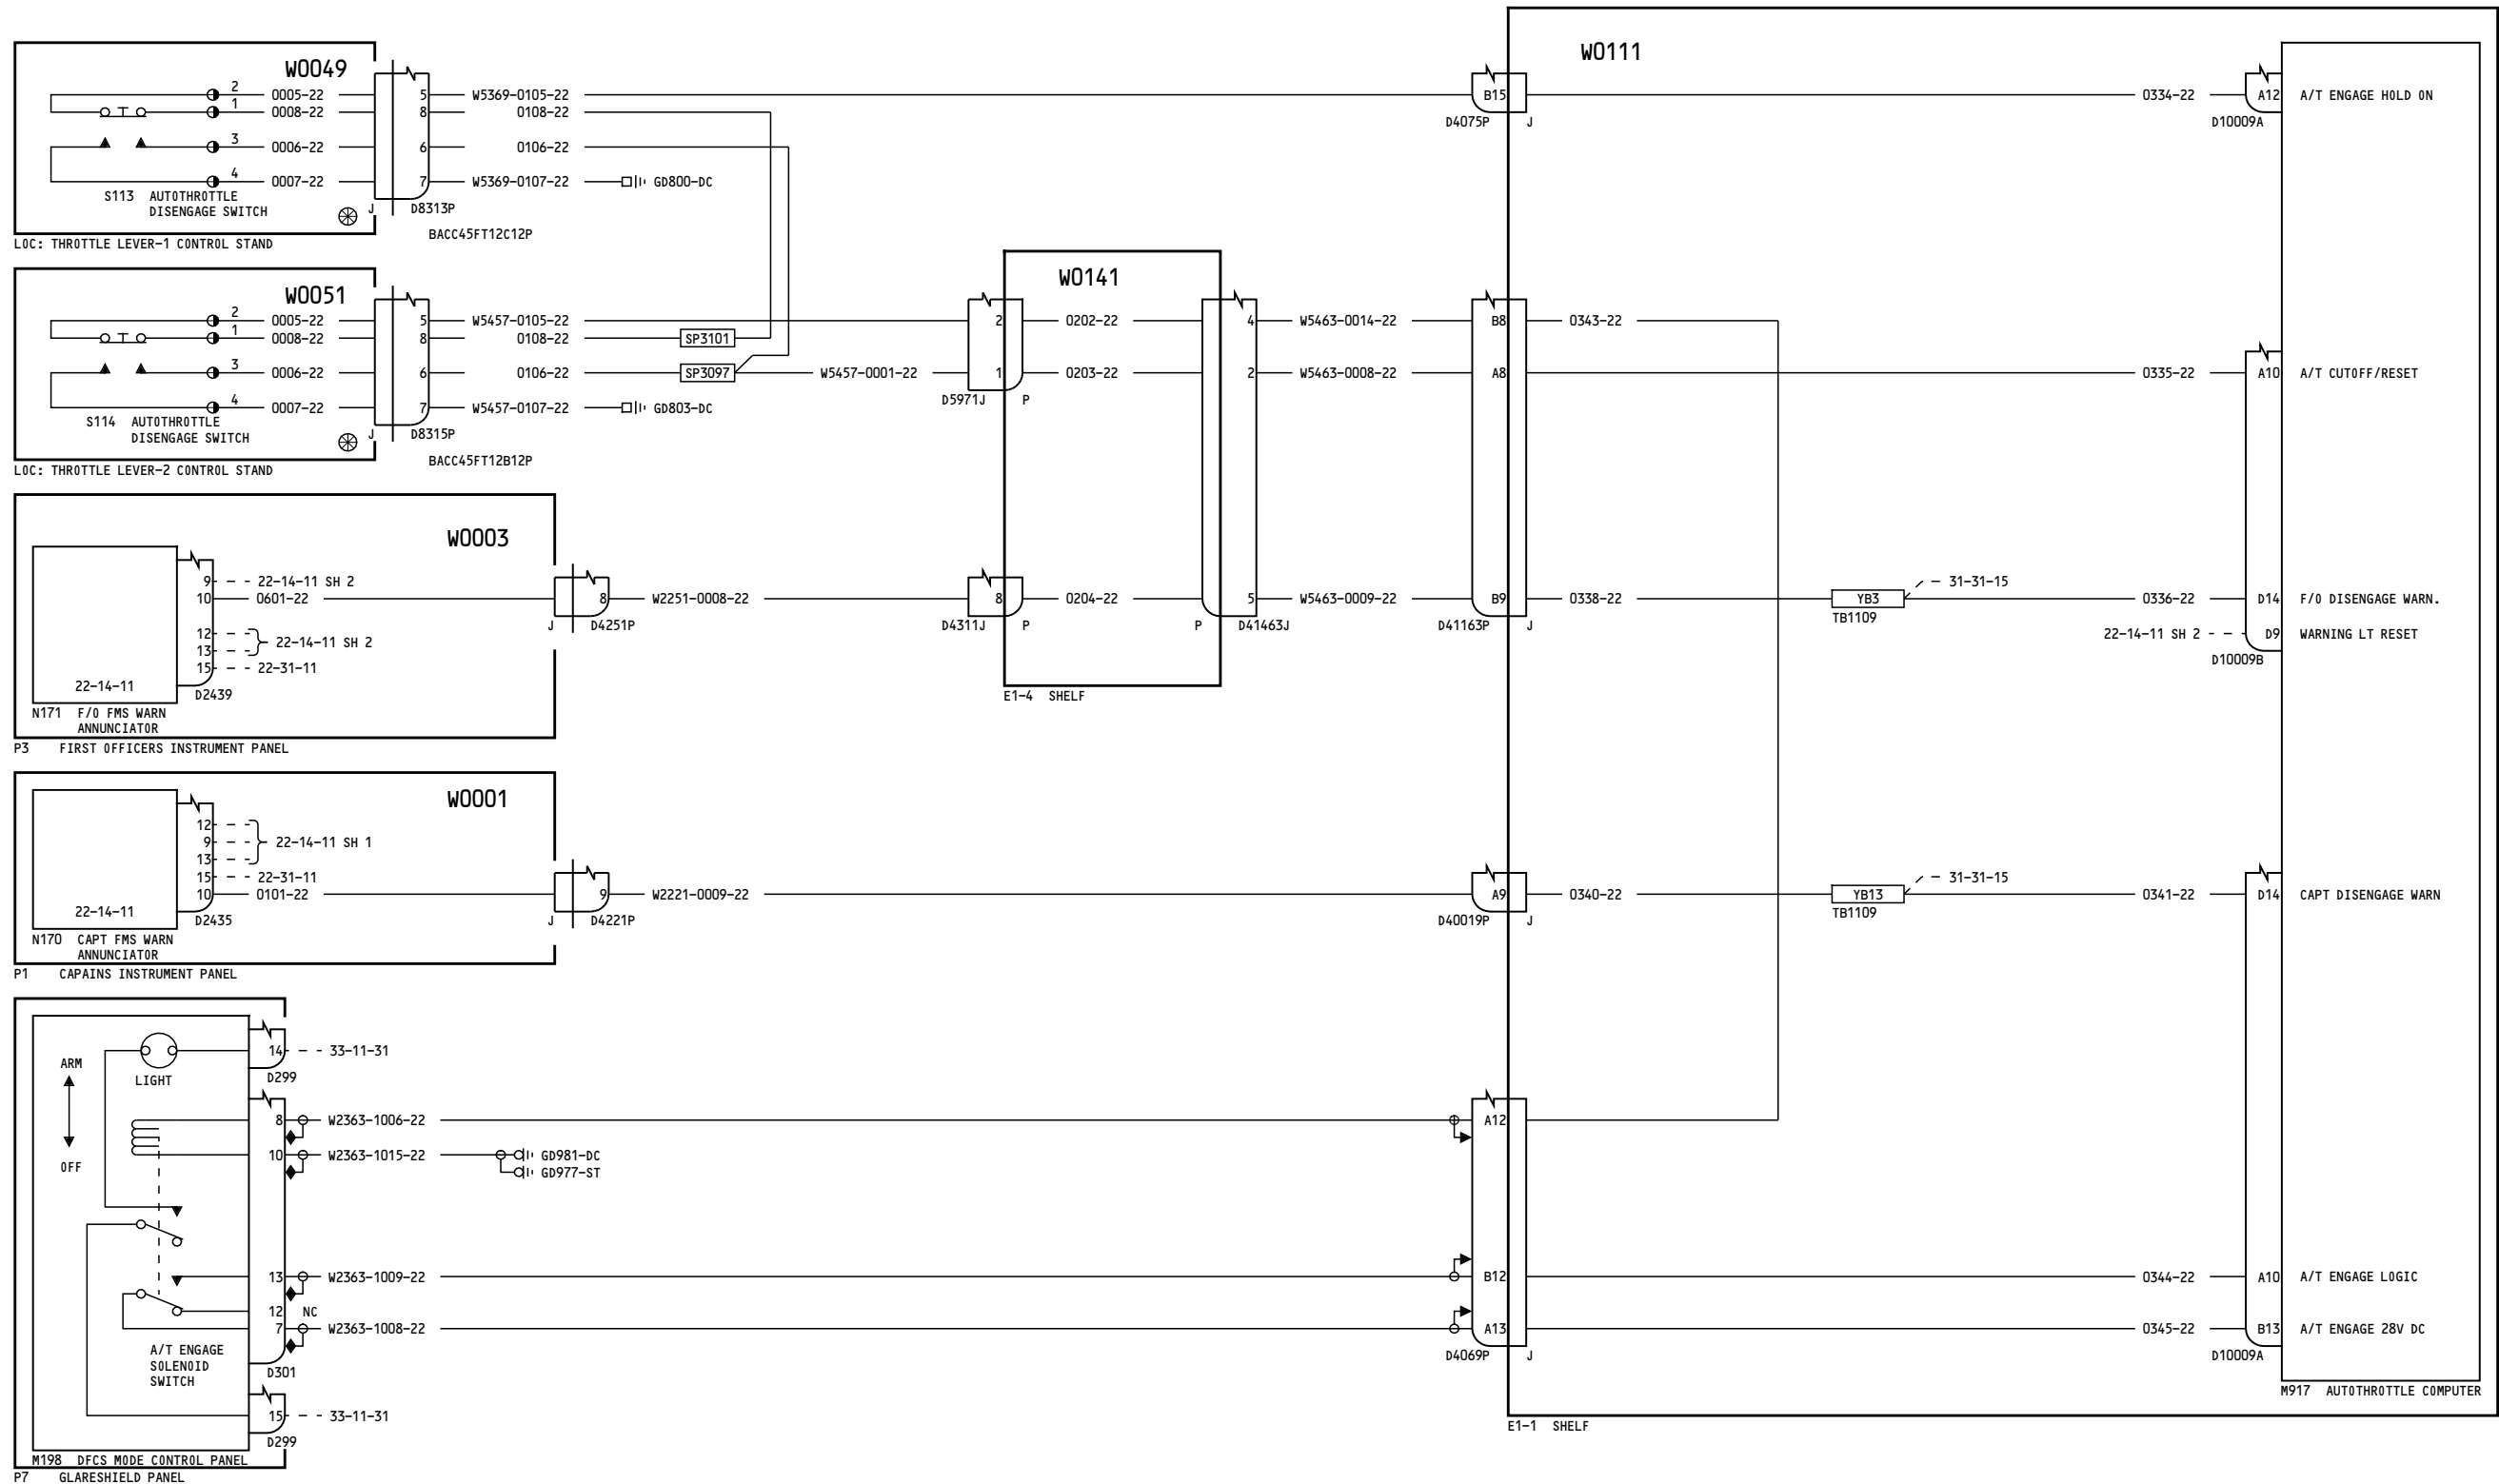 W0111
W0049
2 0005-22 5 W5369-0105-22 B15 0334-22 A12 A/T ENGAGE HOLD ON
1 0008-22 8 0108-22
D4075P J D10009A
3 0006-22 6 0106-22
4 0007-22 7 W5369-0107-22 GD800-DC
S113 AUTOTHROTTLE
DISENGAGE SWITCH
J D8313P
BACC45FT12C12P
LOC: THROTTLE LEVER-1 CONTROL STAND
W0141
W0051
2 0005-22 5 W5457-0105-22 2 0202-22 4 W5463-0014-22 B8 0343-22
1 0008-22 8 0108-22 SP3101
3 0006-22 6 0106-22 SP3097 W5457-0001-22 1 0203-22 2 W5463-0008-22 A8 0335-22 A10 A/T CUTOFF/RESET
D5971J P
4 0007-22 7 W5457-0107-22 GD803-DC
S114 AUTOTHROTTLE
DISENGAGE SWITCH
J D8315P
BACC45FT12B12P
LOC: THROTTLE LEVER-2 CONTROL STAND
W0003
9 22-14-11 SH 2
31-31-15
10 0601-22 8 W2251-0008-22 8 0204-22 5 W5463-0009-22 B9 0338-22 YB3 0336-22 D14 F/O DISENGAGE WARN.
TB1109
J D4251P D4311J P P D41463J D41163P J
12
13 22-14-11 SH 2
22-14-11 SH 2 D9 WARNING LT RESET
D10009B
15 22-31-11
22-14-11
D2439
E1-4 SHELF
N171 F/O FMS WARN
ANNUNCIATOR
P3 FIRST OFFICERS INSTRUMENT PANEL
W0001
12
9 22-14-11 SH 1
13
15 22-31-11
31-31-15
10 0101-22 9 W2221-0009-22 A9 0340-22 YB13 0341-22 D14 CAPT DISENGAGE WARN
22-14-11
TB1109
D2435 J D4221P D40019P J
N170 CAPT FMS WARN
ANNUNCIATOR
P1 CAPAINS INSTRUMENT PANEL
14 33-11-31
ARM
LIGHT
D299
8 W2363-1006-22 A12
10 W2363-1015-22 GD981-DC
GD977-ST
OFF
13 W2363-1009-22 B12 0344-22 A10 A/T ENGAGE LOGIC
12 NC
7 W2363-1008-22 A13 0345-22 B13 A/T ENGAGE 28V DC
A/T ENGAGE
SOLENOID
SWITCH
D4069P J D10009A
D301
M917 AUTOTHROTTLE COMPUTER
15 33-11-31
E1-1 SHELF
D299
M198 DFCS MODE CONTROL PANEL
P7 GLARESHIELD PANEL